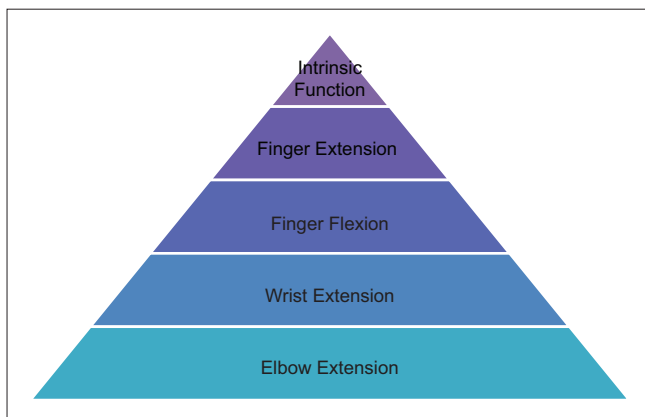 Intrinsic
Function
Finger Extension
Finger Flexion
Wrist Extension
Elbow Extension